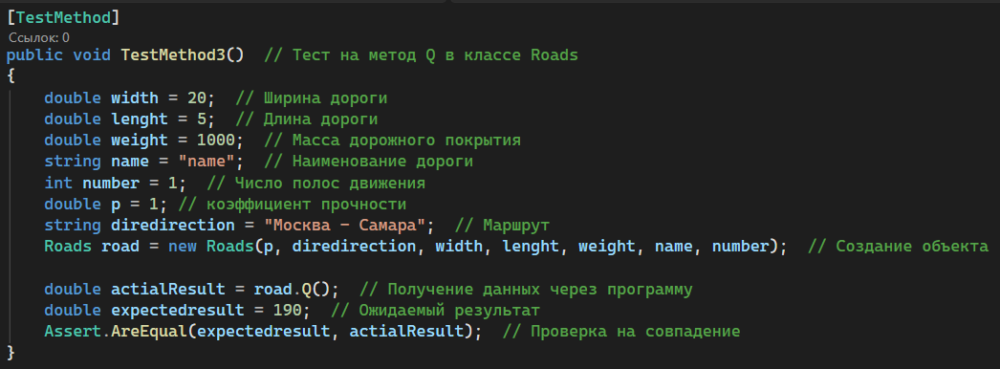 [TestMethod]
Ссылок: 0
public void TestMethod3()  // Тест на метод Q в классе Roads
{
    double width = 20;  // Ширина дороги
    double lenght = 5;  // Длина дороги
    double weight = 1000;  // Масса дорожного покрытия
    string name = "name";  // Наименование дороги
    int number = 1;  // Число полос движения
    double p = 1; // коэффициент прочности
    string diredirection = "Москва - Самара";  // Маршрут
    Roads road = new Roads(p, diredirection, width, lenght, weight, name, number);  // Создание объекта
    double actialResult = road.Q();  // Получение данных через программу
    double expectedresult = 190;  // Ожидаемый результат
    Assert.AreEqual(expectedresult, actialResult);  // Проверка на совпадение
}